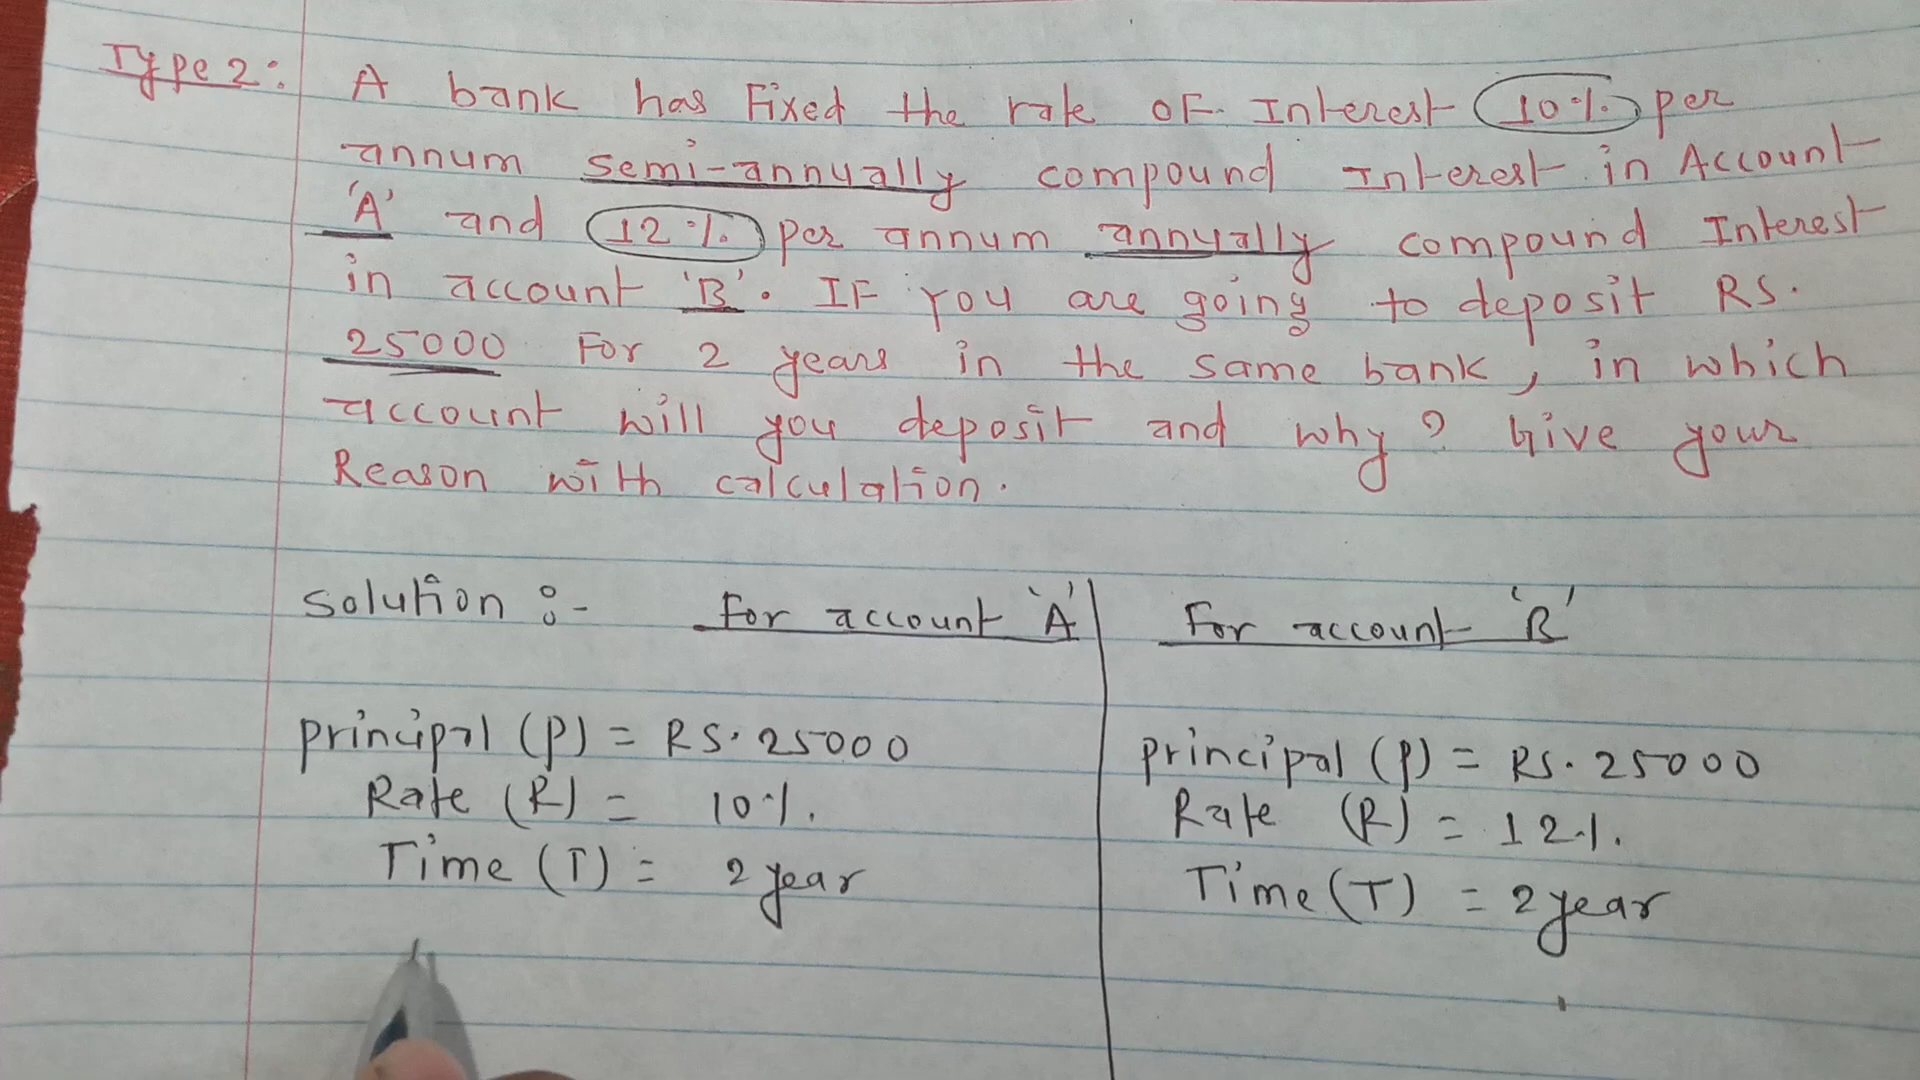 Type 2: A bank has Fixed the rate OF Interest 10% per
annum semi-annually compound Interest in Account
'A' and 12% per annum annually compound Interest
in account 'B'. IF you are going to deposit RS.
25000 For 2 years in the same bank, in which
account will you deposit and why? Give your
Reason with calculation.
Solution :- For account 'A'
principal (P) = RS. 25000
Rate (R) = 10%.
Time (T) = 2 year
For account 'B'
principal (P) = RS. 25000
Rate (R) = 12%.
Time (T) = 2 year